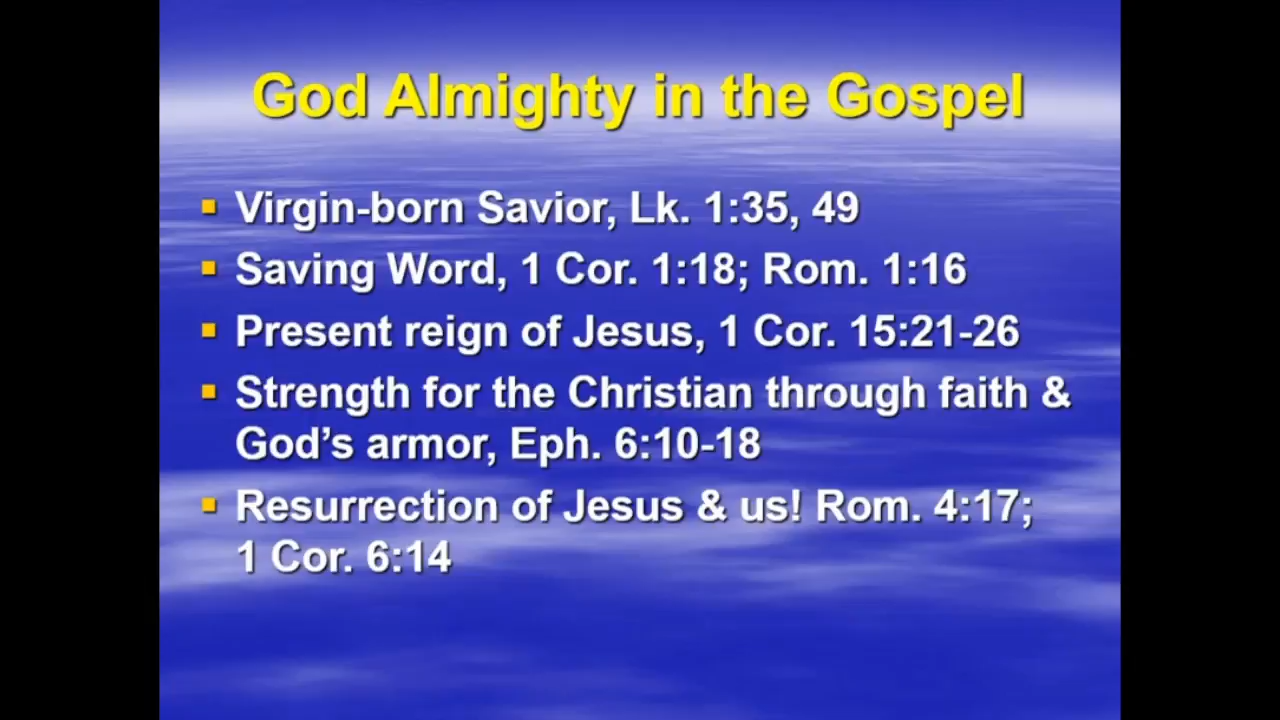 God Almighty in the Gospel
Virgin-born Savior, Lk. 1:35, 49
Saving Word, 1 Cor. 1:18; Rom. 1:16
Present reign of Jesus, 1 Cor. 15:21-26
Strength for the Christian through faith &
God’s armor, Eph. 6:10-18
Resurrection of Jesus & us! Rom. 4:17;
1 Cor. 6:14